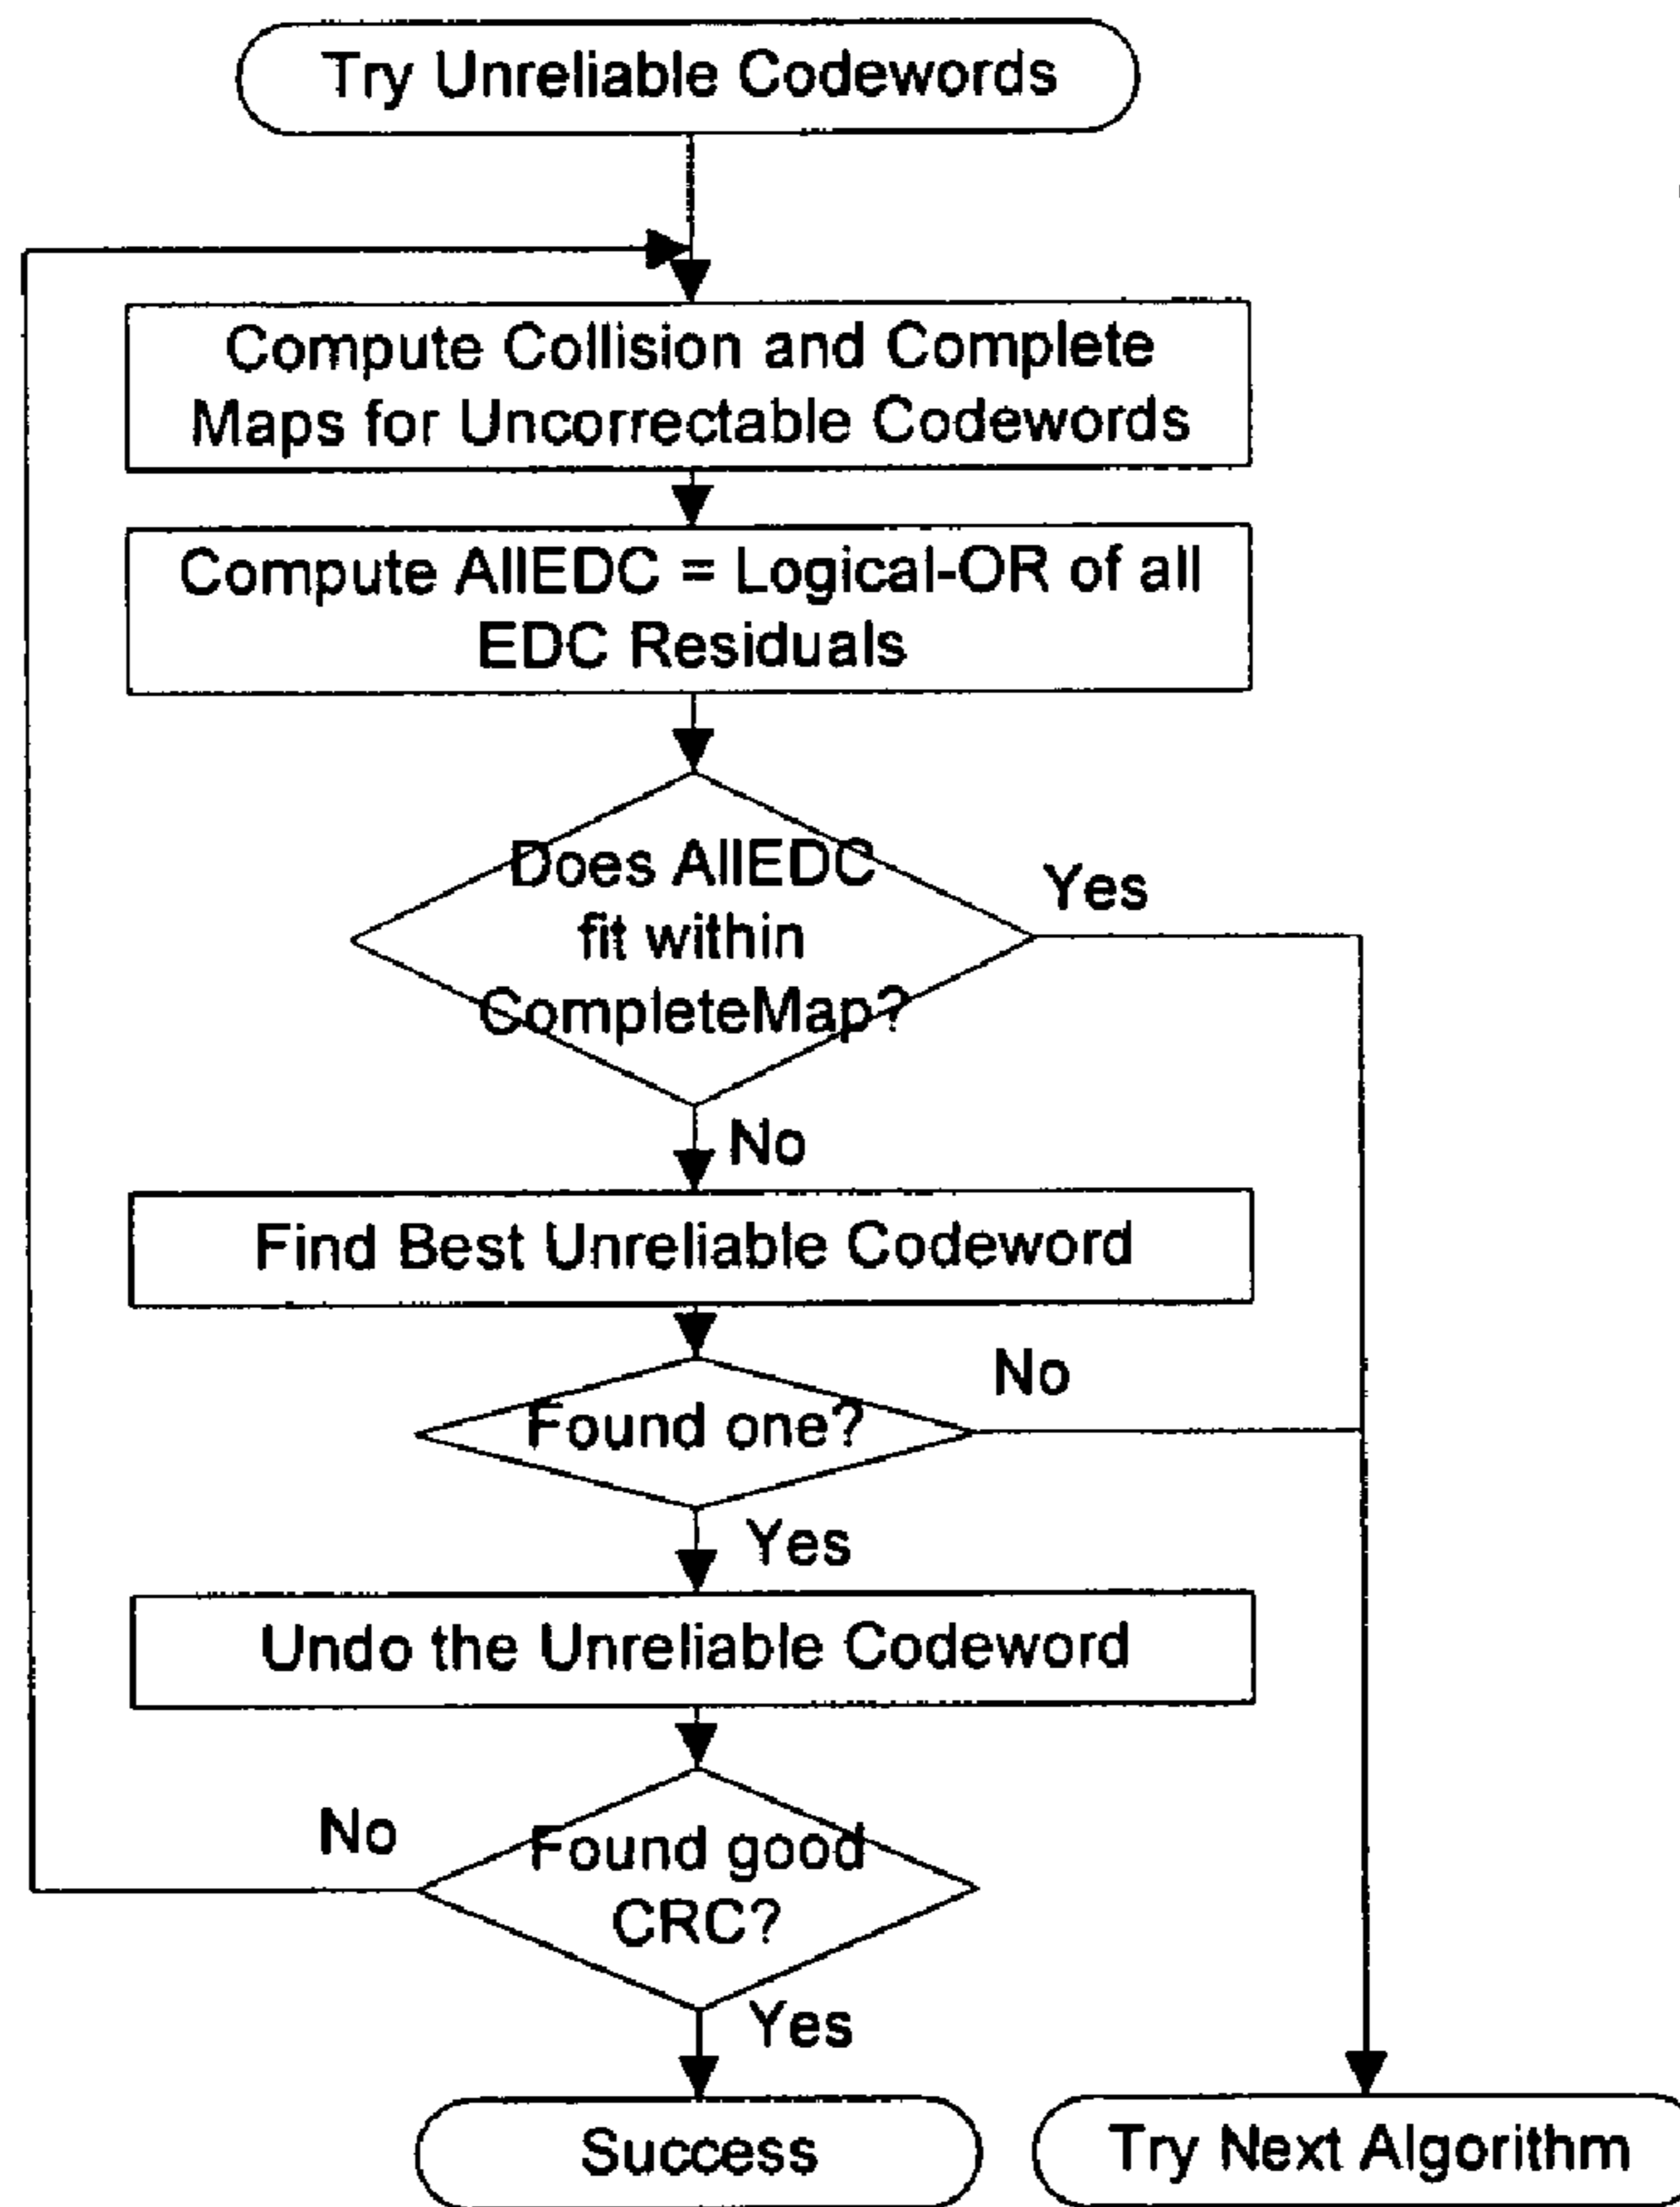 Try Unreliable Codewords
Compute Collision and Complete
Maps for Uncorrectable Codewords
Compute AllEDC = Logical-OR of all
EDC Residuals
Does AllEDC
fit within
CompleteMap?
Yes
No
Find Best Unreliable Codeword
Found one?
No
Yes
Undo the Unreliable Codeword
Found good
CRC?
No
Yes
Success
Try Next Algorithm